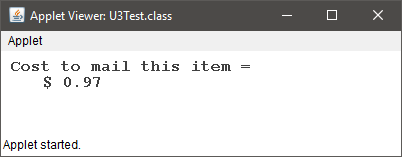 Applet Viewer: U3Test.class
Applet
Cost to mail this item =
$ 0.97
Applet started.